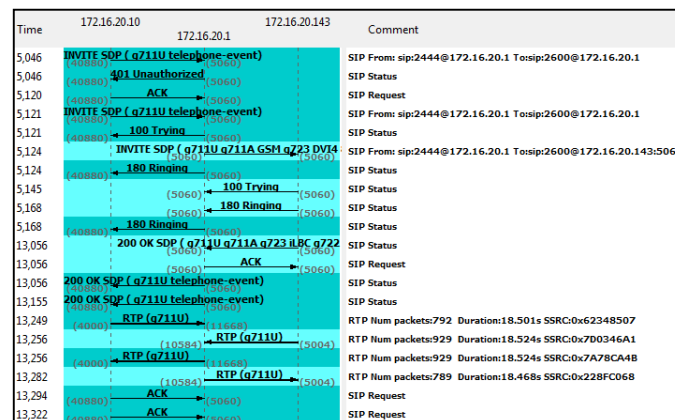 Time 172.16.20.10 172.16.20.1 172.16.20.143 Comment
5,046 INVITE SDP ( g711U telephone-event) (40880) (5060) SIP From: sip:2444@172.16.20.1 To:sip:2600@172.16.20.1
5,046 401 Unauthorized (40880) (5060) SIP Status
5,120 ACK (40880) (5060) SIP Request
5,121 INVITE SDP ( g711U telephone-event) (40880) (5060) SIP From: sip:2444@172.16.20.1 To:sip:2600@172.16.20.1
5,121 100 Trying (40880) (5060) SIP Status
5,124 INVITE SDP ( g711U g711A GSM g723 DVI4 (5060) (5060) SIP From: sip:2444@172.16.20.1 To:sip:2600@172.16.20.143:506
5,124 180 Ringing (40880) (5060) SIP Status
5,145 100 Trying (5060) (5060) SIP Status
5,168 180 Ringing (5060) (5060) SIP Status
5,168 180 Ringing (40880) (5060) SIP Status
13,056 200 OK SDP ( g711U g711A g723 iLBC g722 (5060) (5060) SIP Status
13,056 ACK (5060) (5060) SIP Request
13,056 200 OK SDP ( g711U telephone-event) (40880) (5060) SIP Status
13,155 200 OK SDP ( g711U telephone-event) (40880) (5060) SIP Status
13,249 RTP (g711U) (4000) (11668) RTP Num packets:792 Duration:18.501s SSRC:0x62348507
13,256 RTP (g711U) (10584) (5004) RTP Num packets:929 Duration:18.524s SSRC:0x7D0346A1
13,256 RTP (g711U) (4000) (11668) RTP Num packets:929 Duration:18.524s SSRC:0x7A78CA4B
13,282 RTP (g711U) (10584) (5004) RTP Num packets:789 Duration:18.468s SSRC:0x228FC068
13,294 ACK (40880) (5060) SIP Request
13,322 ACK (40880) (5060) SIP Request